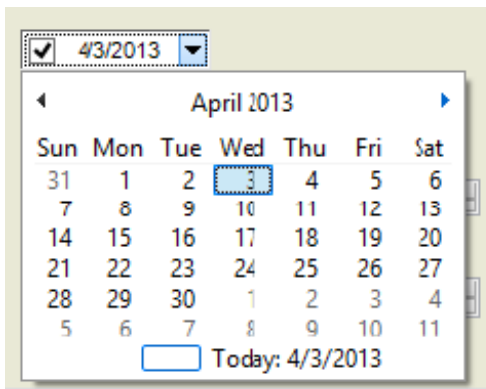 4/3/2013
April 2013
Sun Mon Tue Wed Thu Fri Sat
31 1 2 3 4 5 6
7 8 9 10 11 12 13
14 15 16 17 18 19 20
21 22 23 24 25 26 27
28 29 30 1 2 3 4
5 6 7 8 9 10 11
Today: 4/3/2013